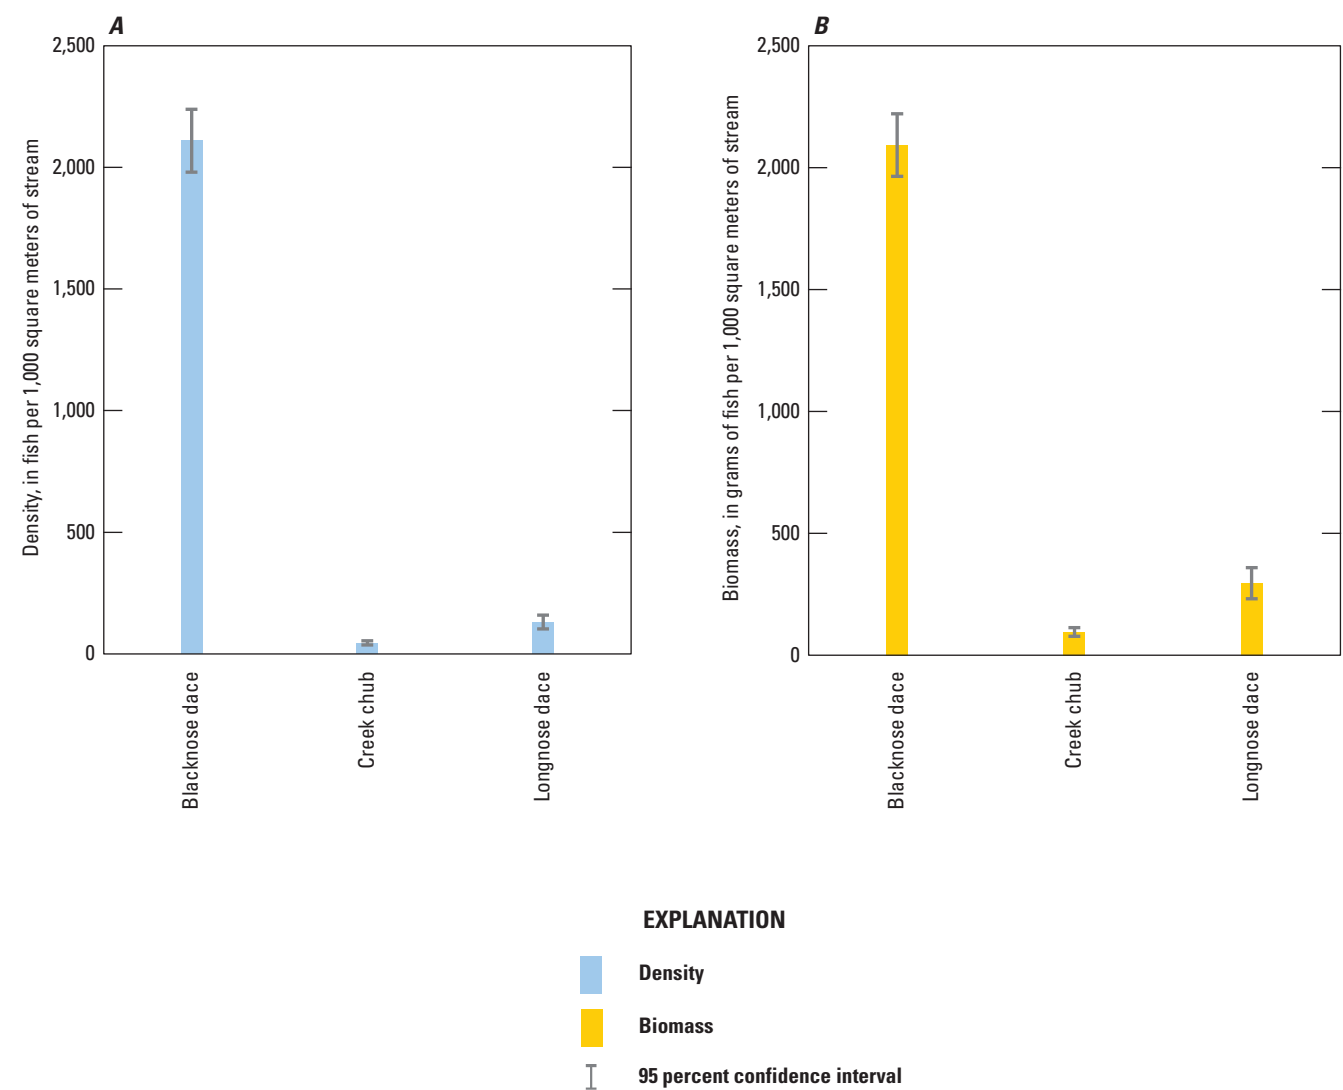 A
Density, in fish per 1,000 square meters of stream
2,500
2,000
1,500
1,000
500
0
Blacknose dace
Creek chub
Longnose dace
B
Biomass, in grams of fish per 1,000 square meters of stream
2,500
2,000
1,500
1,000
500
0
Blacknose dace
Creek chub
Longnose dace
EXPLANATION
Density
Biomass
95 percent confidence interval